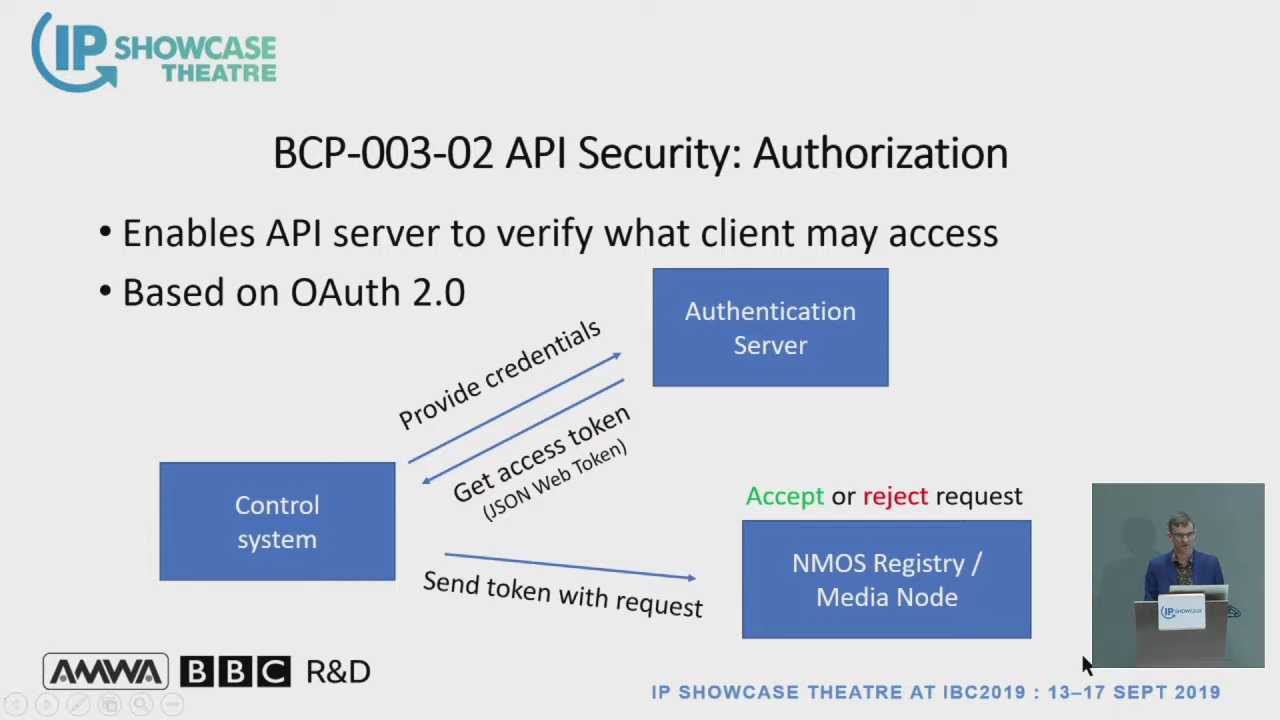 IP SHOWCASE
THEATRE
BCP-003-02 API Security: Authorization
• Enables API server to verify what client may access
• Based on OAuth 2.0
Authentication
Server
Provide credentials
Get access token
(JSON Web Token)
Control
system
Accept or reject request
NMOS Registry /
Media Node
Send token with request
IP SHOWCASE
AMWA BBC R&D
IP SHOWCASE THEATRE AT IBC2019 : 13–17 SEPT 2019